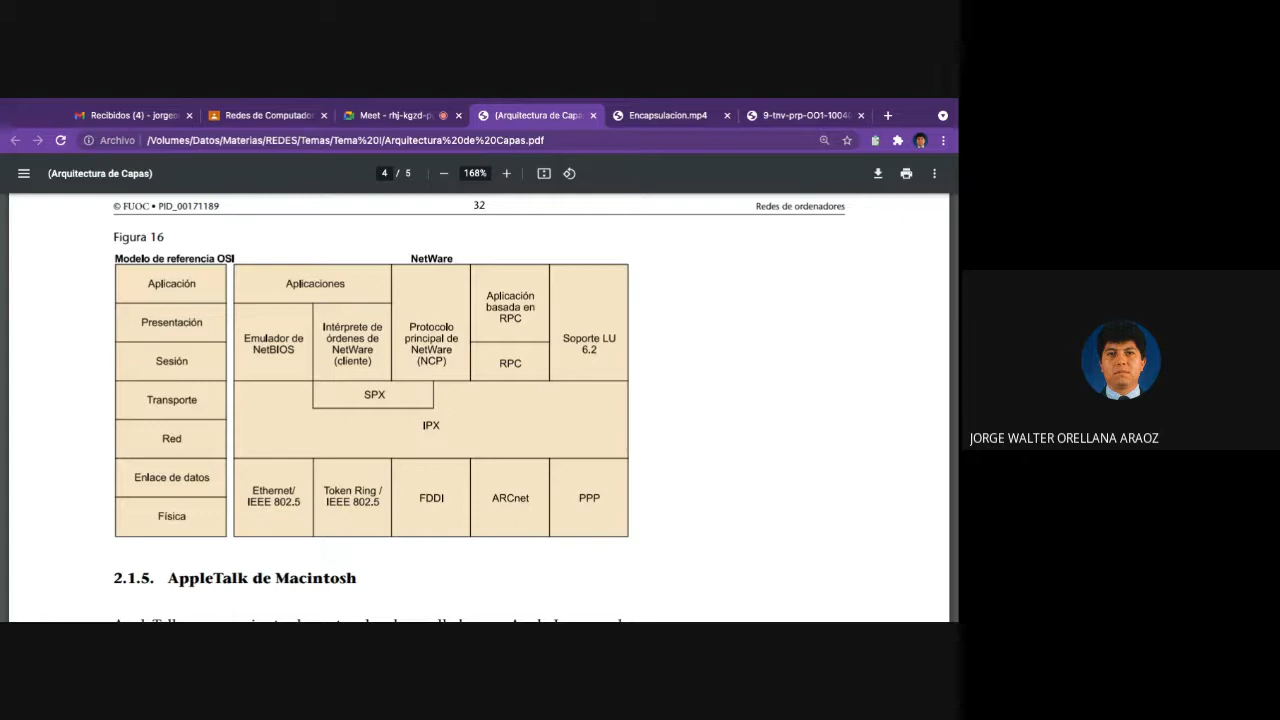 Recibidos (4) - jorgen
Redes de Computador
Meet - rhj-kgzd-p
(Arquitectura de Capa
Encapsulacion.mp4
9-tnv-prp-OO1-1004
Archivo
/Volumes/Datos/Materias/REDES/Temas/Tema%20I/Arquitectura%20de%20Capas.pdf
(Arquitectura de Capas)
4 / 5
168%
© FUOC • PID_00171189
32
Redes de ordenadores
Figura 16
Modelo de referencia OSI
NetWare
Aplicación
Presentación
Sesión
Transporte
Red
Enlace de datos
Física
Aplicaciones
Emulador de
NetBIOS
Intérprete de
órdenes de
NetWare
(cliente)
Protocolo
principal de
NetWare
(NCP)
Aplicación
basada en
RPC
RPC
Soporte LU
6.2
SPX
IPX
Ethernet/
IEEE 802.5
Token Ring /
IEEE 802.5
FDDI
ARCnet
PPP
2.1.5. AppleTalk de Macintosh
JORGE WALTER ORELLANA ARAOZ